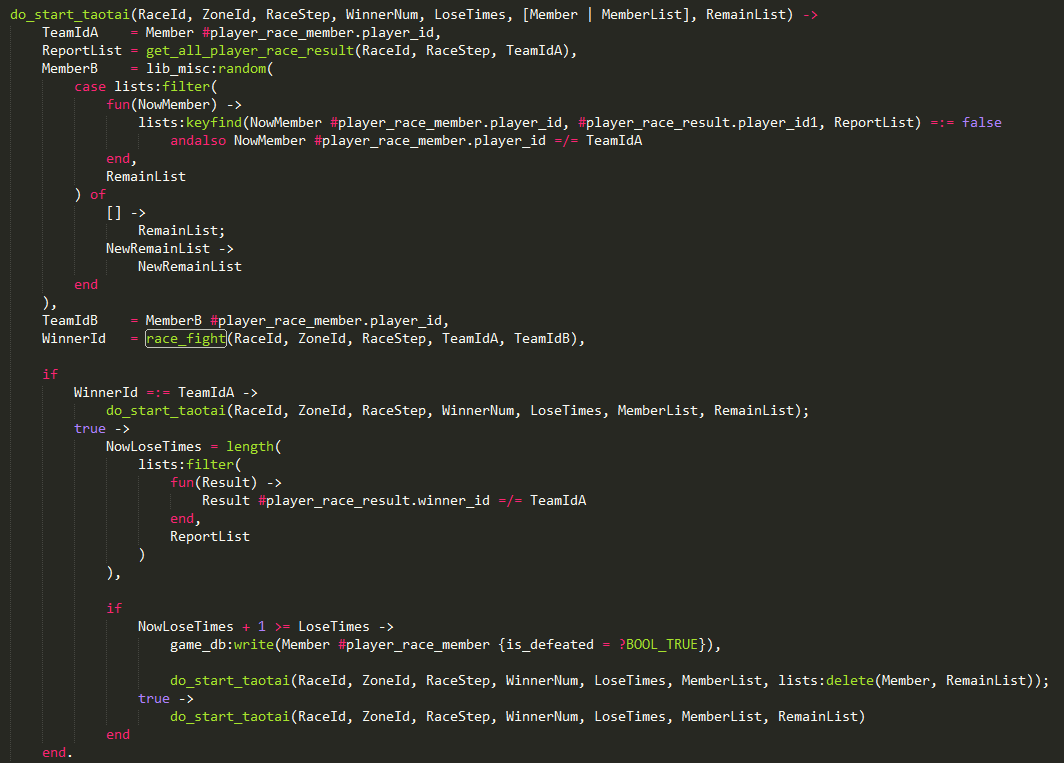 do_start_taotai(RaceId, ZoneId, RaceStep, WinnerNum, LoseTimes, [Member | MemberList], RemainList) ->
    TeamIdA    = Member #player_race_member.player_id,
    ReportList = get_all_player_race_result(RaceId, RaceStep, TeamIdA),
    MemberB    = lib_misc:random(
        case lists:filter(
            fun(NowMember) ->
                lists:keyfind(NowMember #player_race_member.player_id, #player_race_result.player_id1, ReportList) =:= false
                    andalso NowMember #player_race_member.player_id =/= TeamIdA
            end,
            RemainList
        ) of
            [] ->
                RemainList;
            NewRemainList ->
                NewRemainList
        end
    ),
    TeamIdB    = MemberB #player_race_member.player_id,
    WinnerId   = race_fight(RaceId, ZoneId, RaceStep, TeamIdA, TeamIdB),

    if
        WinnerId =:= TeamIdA ->
            do_start_taotai(RaceId, ZoneId, RaceStep, WinnerNum, LoseTimes, MemberList, RemainList);
        true ->
            NowLoseTimes = length(
                lists:filter(
                    fun(Result) ->
                        Result #player_race_result.winner_id =/= TeamIdA
                    end,
                    ReportList
                )
            ),

            if
                NowLoseTimes + 1 >= LoseTimes ->
                    game_db:write(Member #player_race_member {is_defeated = ?BOOL_TRUE}),

                    do_start_taotai(RaceId, ZoneId, RaceStep, WinnerNum, LoseTimes, MemberList, lists:delete(Member, RemainList));
                true ->
                    do_start_taotai(RaceId, ZoneId, RaceStep, WinnerNum, LoseTimes, MemberList, RemainList)
            end
    end.